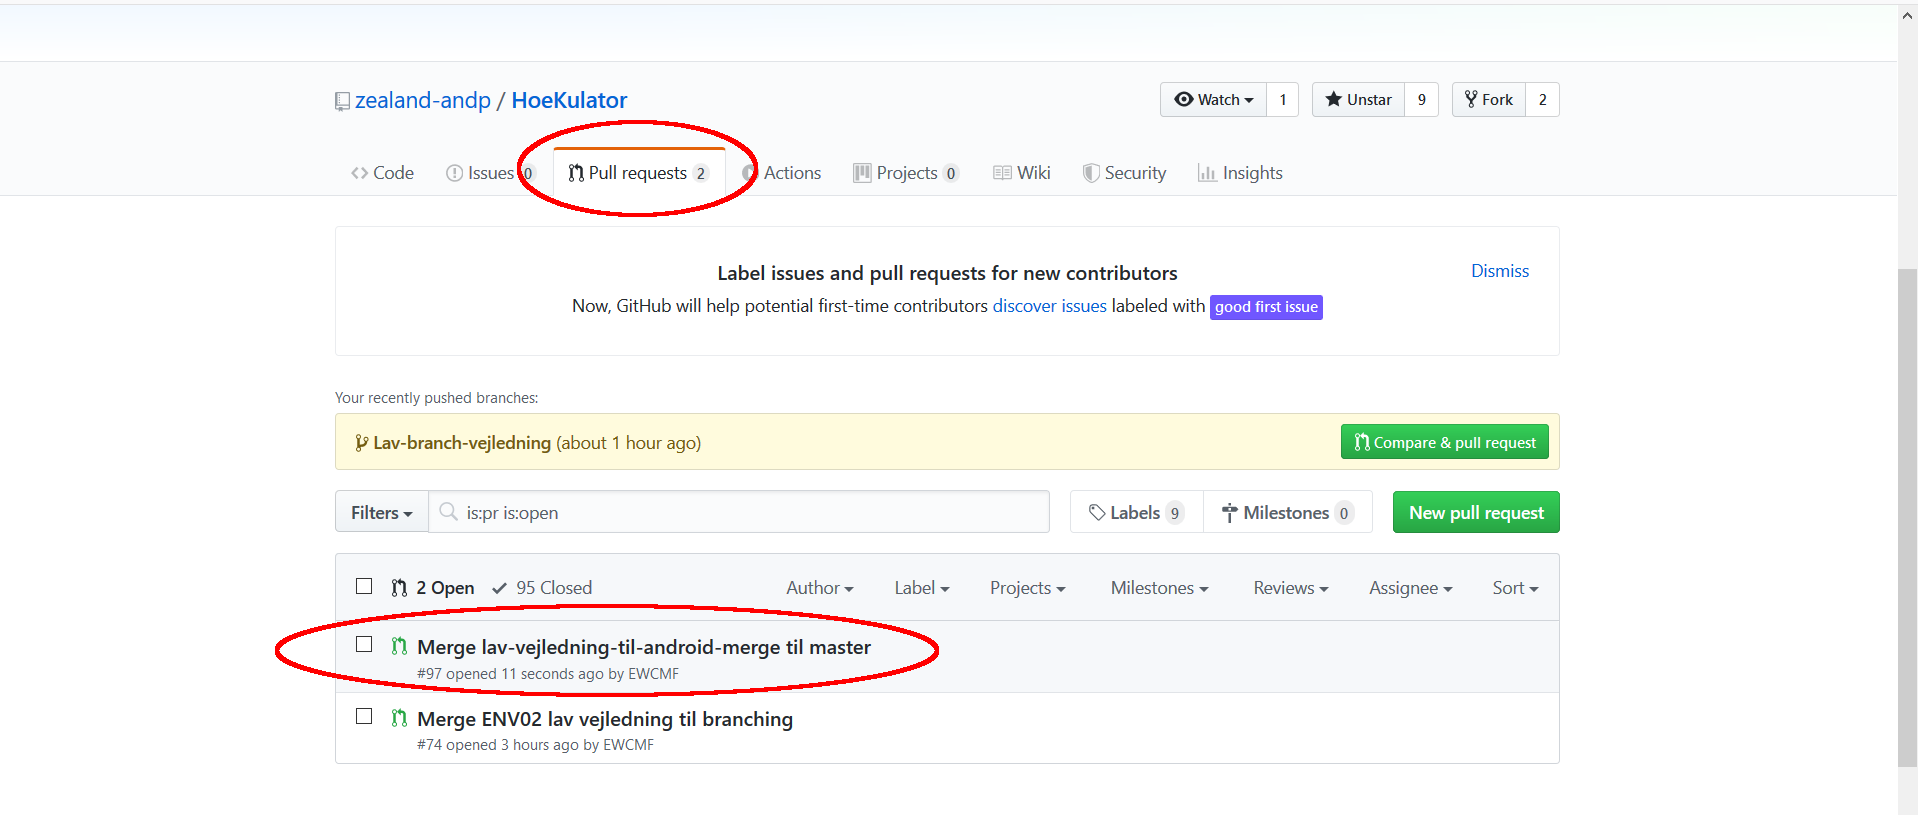 zealand-andp / HoeKulator
Watch 1 Unstar 9 Fork 2
Code Issues 0 Pull requests 2 Actions Projects 0 Wiki Security Insights
Label issues and pull requests for new contributors
Dismiss
Now, GitHub will help potential first-time contributors discover issues labeled with good first issue
Your recently pushed branches:
Lav-branch-vejledning (about 1 hour ago) Compare & pull request
Filters is:pr is:open Labels 9 Milestones 0 New pull request
2 Open 95 Closed Author Label Projects Milestones Reviews Assignee Sort
Merge lav-vejledning-til-android-merge til master
#97 opened 11 seconds ago by EWCMF
Merge ENV02 lav vejledning til branching
#74 opened 3 hours ago by EWCMF